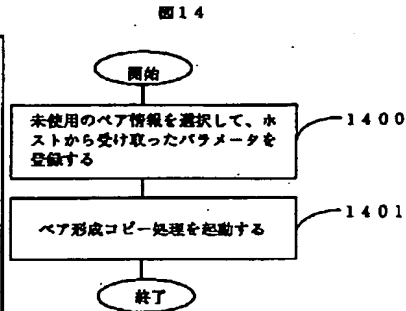 図14
開始
未使用のペア情報を選択して、ホ
ストから受け取ったパラメータを
登録する
1400
ペア形成コピー処理を起動する
1401
終了